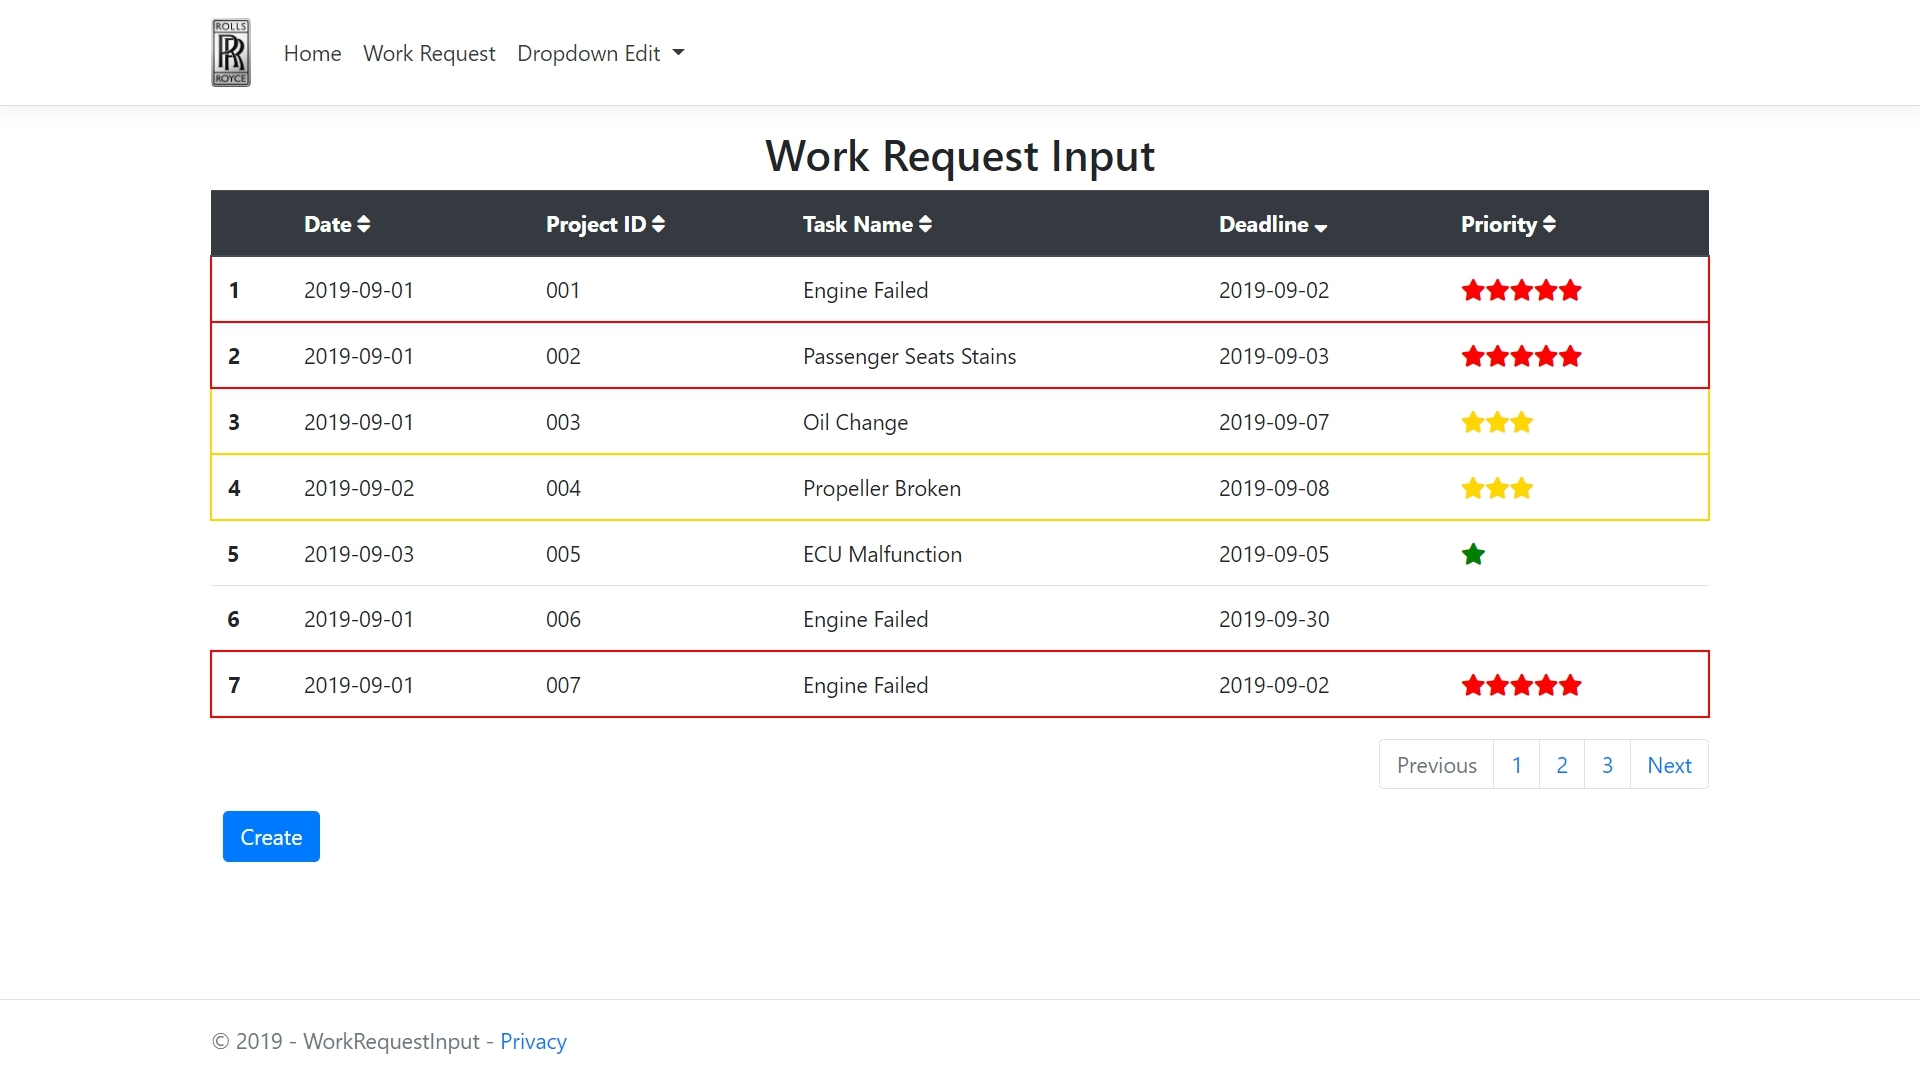 ROLLS
RR
ROYCE
Home Work Request Dropdown Edit
Work Request Input
Date Project ID Task Name Deadline Priority
1 2019-09-01 001 Engine Failed 2019-09-02
2 2019-09-01 002 Passenger Seats Stains 2019-09-03
3 2019-09-01 003 Oil Change 2019-09-07
4 2019-09-02 004 Propeller Broken 2019-09-08
5 2019-09-03 005 ECU Malfunction 2019-09-05
6 2019-09-01 006 Engine Failed 2019-09-30
7 2019-09-01 007 Engine Failed 2019-09-02
Previous 1 2 3 Next
Create
© 2019 - WorkRequestInput - Privacy